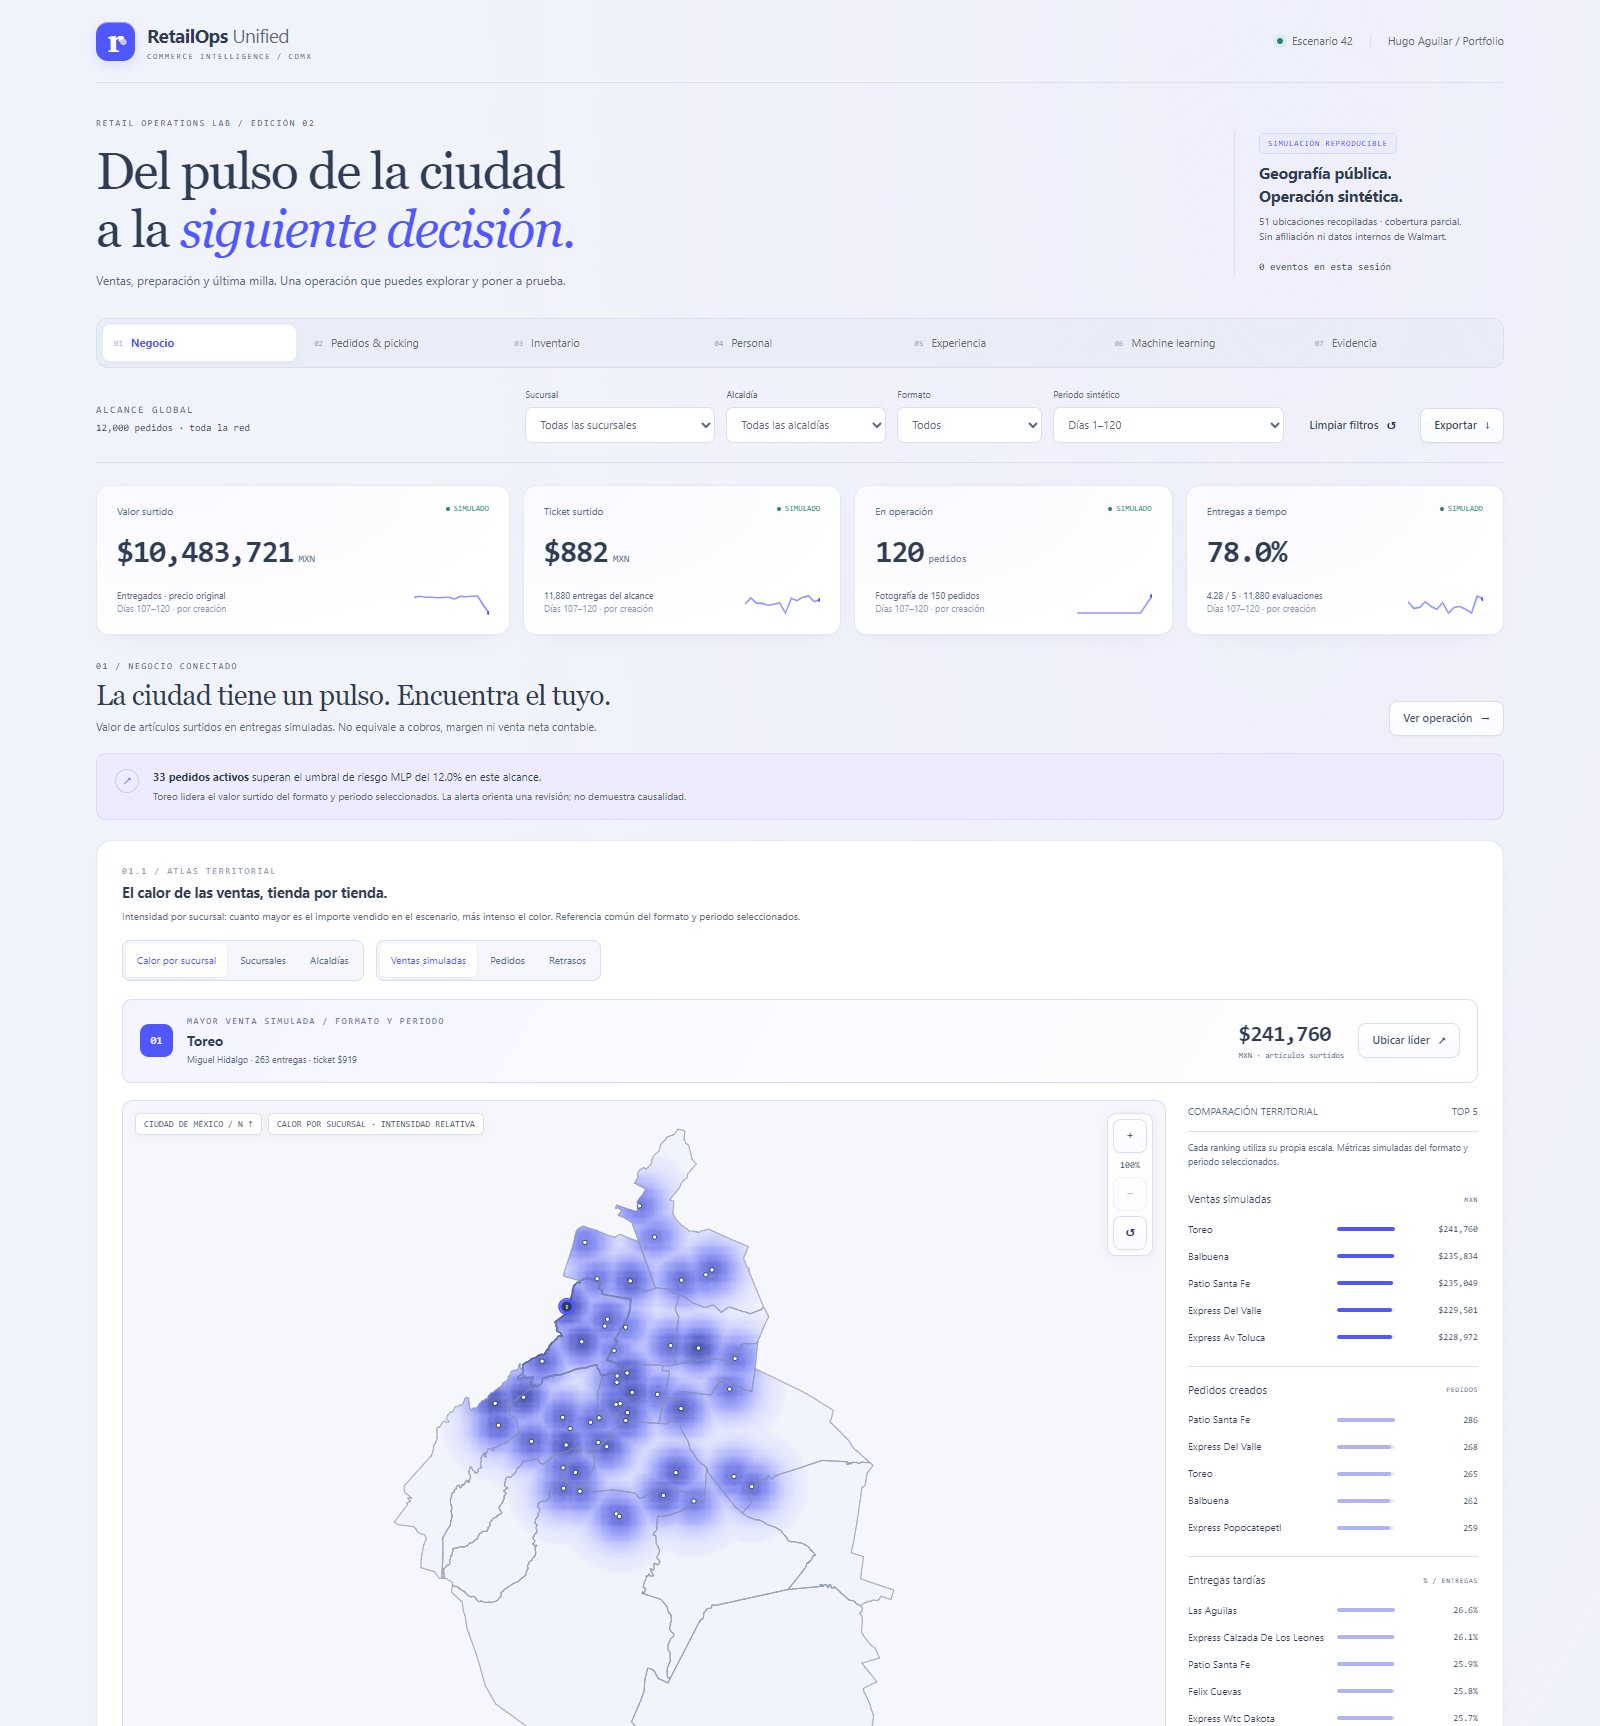 r
RetailOps Unified
COMMERCE INTELLIGENCE / CDMX
Escenario 42
Hugo Aguilar / Portfolio
RETAIL OPERATIONS LAB / EDICIÓN 02
Del pulso de la ciudad
a la siguiente decisión.
Ventas, preparación y última milla. Una operación que puedes explorar y poner a prueba.
SIMULACIÓN REPRODUCIBLE
Geografía pública.
Operación sintética.
51 ubicaciones recopiladas · cobertura parcial.
Sin afiliación ni datos internos de Walmart.
0 eventos en esta sesión
01 Negocio
02 Pedidos & picking
03 Inventario
04 Personal
05 Experiencia
06 Machine learning
07 Evidencia
ALCANCE GLOBAL
12,000 pedidos · toda la red
Sucursal
Todas las sucursales
Alcaldía
Todas las alcaldías
Formato
Todos
Periodo sintético
Días 1–120
Limpiar filtros ↺
Exportar ↓
Valor surtido
SIMULADO
$10,483,721 MXN
Entregados · precio original
Días 107–120 · por creación
Ticket surtido
SIMULADO
$882 MXN
11,880 entregas del alcance
Días 107–120 · por creación
En operación
SIMULADO
120 pedidos
Fotografía de 150 pedidos
Días 107–120 · por creación
Entregas a tiempo
SIMULADO
78.0%
4.28 / 5 · 11,880 evaluaciones
Días 107–120 · por creación
01 / NEGOCIO CONECTADO
La ciudad tiene un pulso. Encuentra el tuyo.
Valor de artículos surtidos en entregas simuladas. No equivale a cobros, margen ni venta neta contable.
Ver operación →
↗
33 pedidos activos superan el umbral de riesgo MLP del 12.0% en este alcance.
Toreo lidera el valor surtido del formato y periodo seleccionados. La alerta orienta una revisión; no demuestra causalidad.
01.1 / ATLAS TERRITORIAL
El calor de las ventas, tienda por tienda.
Intensidad por sucursal: cuanto mayor es el importe vendido en el escenario, más intenso el color. Referencia común del formato y periodo seleccionados.
Calor por sucursal
Sucursales
Alcaldías
Ventas simuladas
Pedidos
Retrasos
01
MAYOR VENTA SIMULADA / FORMATO Y PERIODO
Toreo
Miguel Hidalgo · 263 entregas · ticket $919
$241,760
MXN · artículos surtidos
Ubicar líder ↗
CIUDAD DE MÉXICO / N ↑
CALOR POR SUCURSAL · INTENSIDAD RELATIVA
+
100%
−
↺
1
COMPARACIÓN TERRITORIAL
TOP 5
Cada ranking utiliza su propia escala. Métricas simuladas del formato y
periodo seleccionados.
Ventas simuladas
MXN
Toreo $241,760
Balbuena $235,834
Patio Santa Fe $235,049
Express Del Valle $229,501
Express Av Toluca $228,972
Pedidos creados
PEDIDOS
Patio Santa Fe 286
Express Del Valle 268
Toreo 265
Balbuena 262
Express Popocatepetl 259
Entregas tardías
% / ENTREGAS
Las Aguilas 26.6%
Express Calzada De Los Leones 26.1%
Patio Santa Fe 25.9%
Felix Cuevas 25.8%
Express Wtc Dakota 25.7%